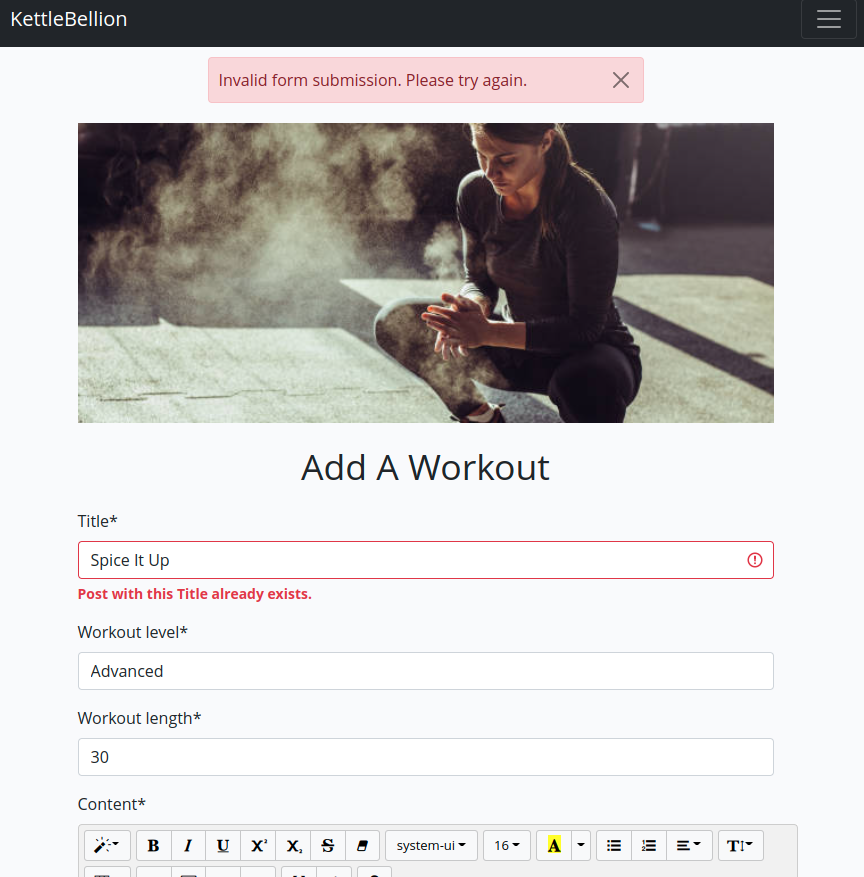 KettleBellion
Invalid form submission. Please try again.
Add A Workout
Title*
Spice It Up
Post with this Title already exists.
Workout level*
Advanced
Workout length*
30
Content*
B I U X² X₂ S system-ui 16 A T